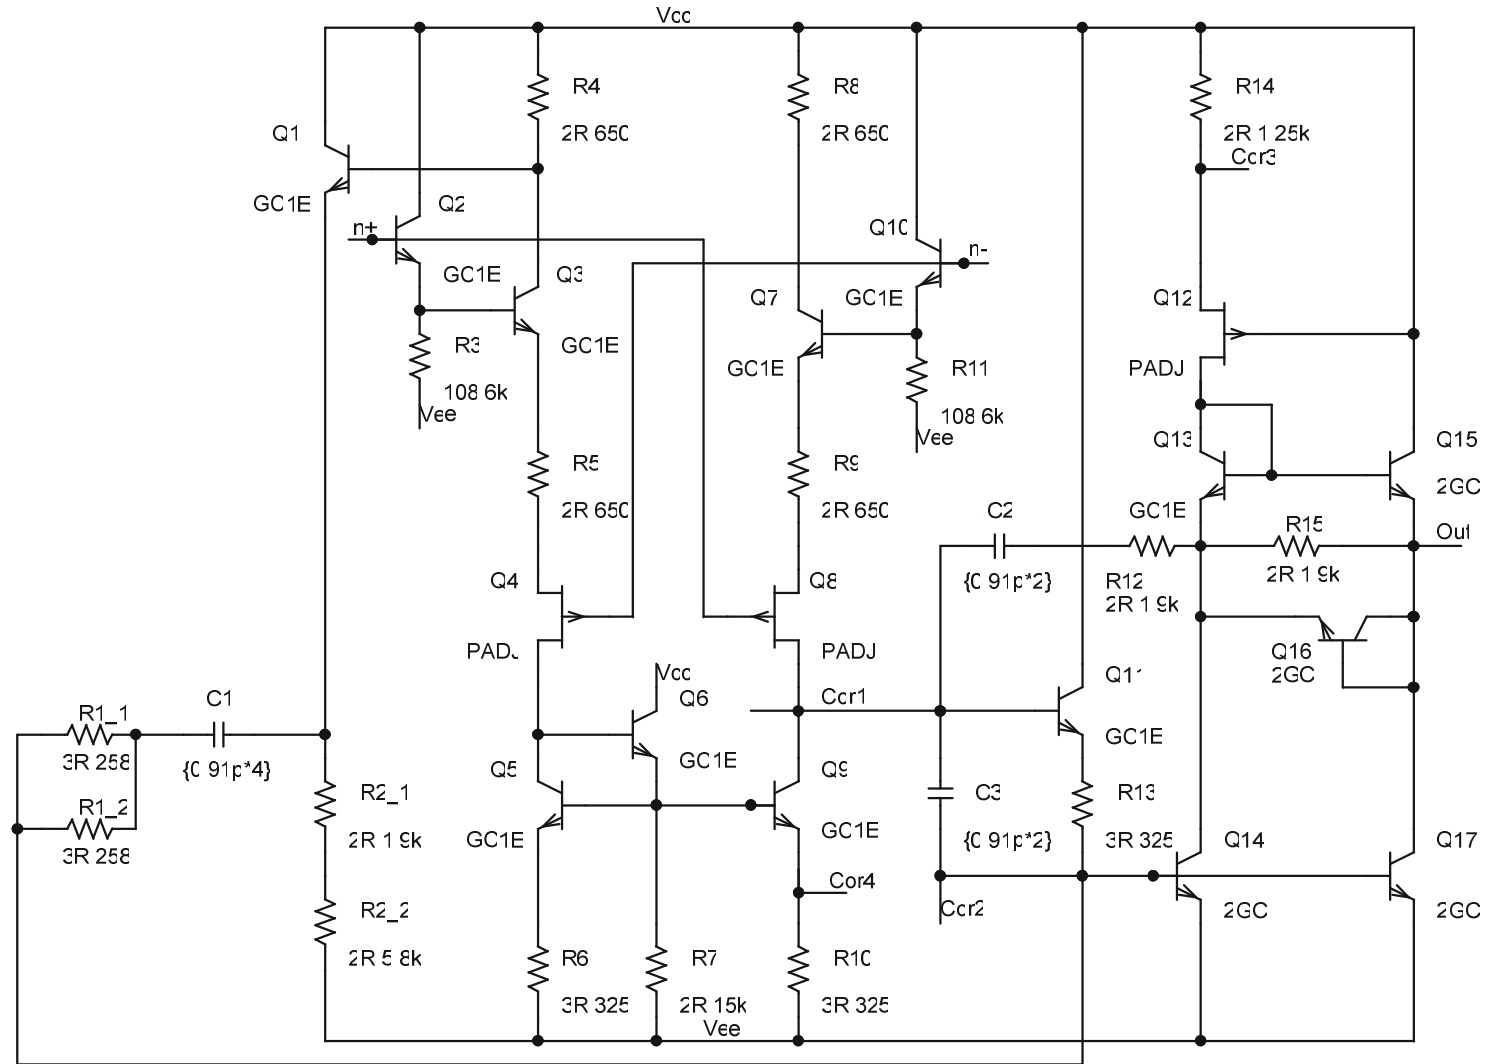 Vcc
R4
2R 650
R8
2R 650
R14
2R 1 25k
Ccr3
Q1
GC1E
Q2
GC1E
n+
Q3
GC1E
R3
108 6k
Vee
Q10
GC1E
n-
Q7
GC1E
R11
108 6k
Vee
Q12
PADJ
Q13
GC1E
Q15
2GC
R5
2R 650
R9
2R 650
C2
{0 91p*2}
R12
2R 1 9k
R15
2R 1 9k
Out
Q4
PADJ
Q8
PADJ
Q16
2GC
Vcc
Q6
GC1E
Ccr1
Q11
GC1E
R1_1
3R 258
C1
{0 91p*4}
R1_2
3R 258
R2_1
2R 1 9k
R2_2
2R 5 8k
Q5
GC1E
Q9
GC1E
Cor4
C3
{0 91p*2}
R13
3R 325
Ccr2
Q14
2GC
Q17
2GC
R6
3R 325
R7
2R 15k
R10
3R 325
Vee